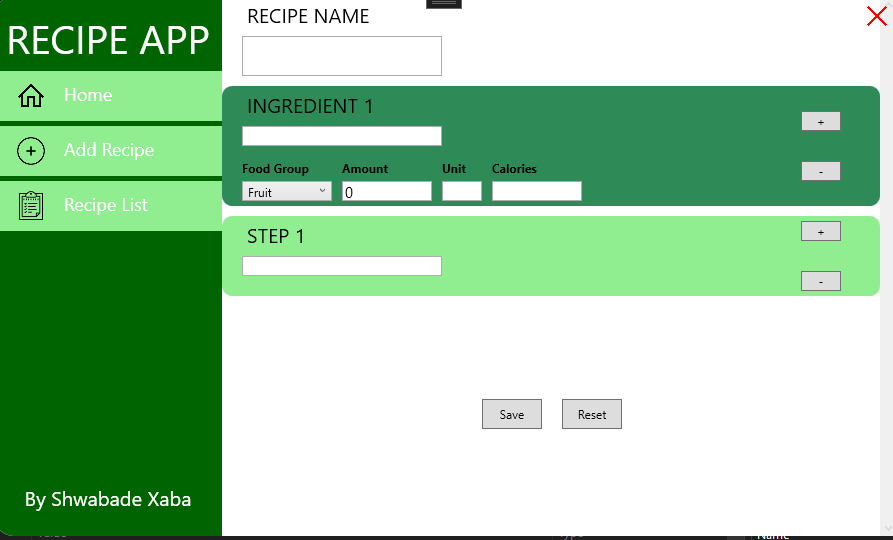 RECIPE APP
Home
Add Recipe
Recipe List
By Shwabade Xaba
RECIPE NAME
INGREDIENT 1
+
Food Group Amount Unit Calories
-
Fruit 0
STEP 1
+
-
Save Reset
Name